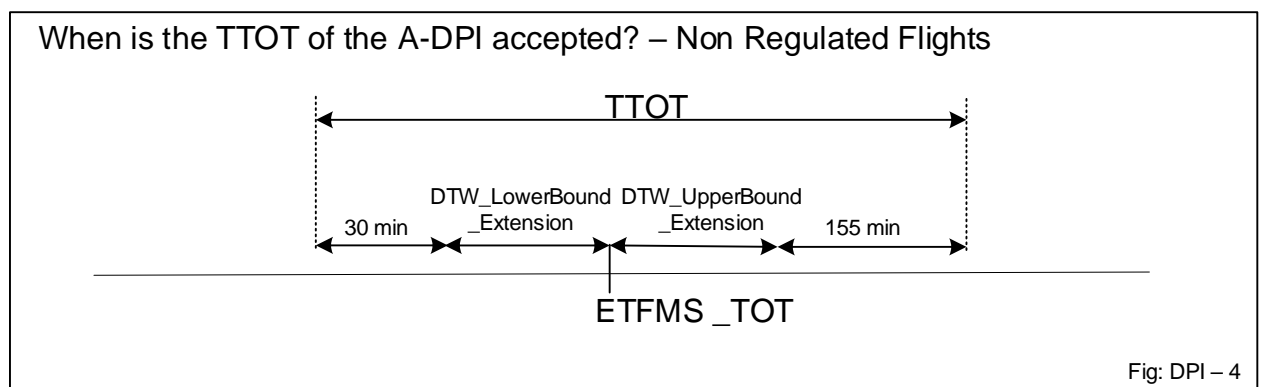 When is the TTOT of the A-DPI accepted? – Non Regulated Flights
TTOT
DTW_LowerBound DTW_UpperBound
30 min _Extension _Extension 155 min
ETFMS _TOT
Fig: DPI – 4